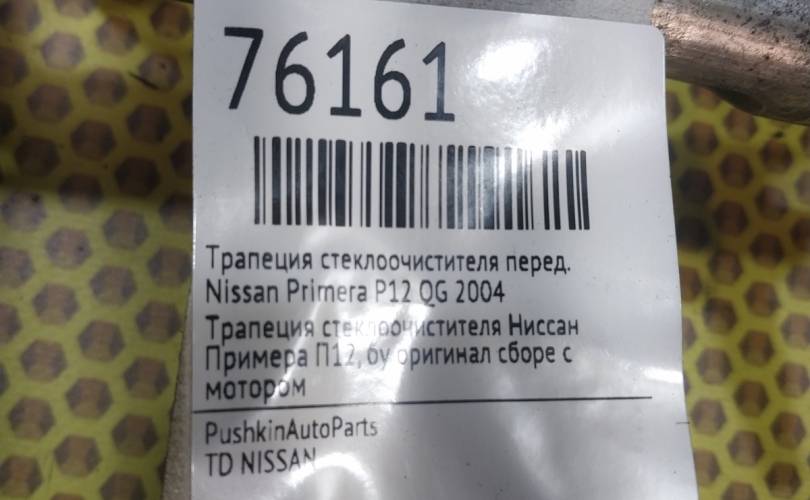 76161
Трапеция стеклоочистителя перед.
Nissan Primera P12 QG 2004
Трапеция стеклоочистителя Ниссан
Примера П12, бу оригинал сборе с
мотором
PushkinAutoParts
TD NISSAN